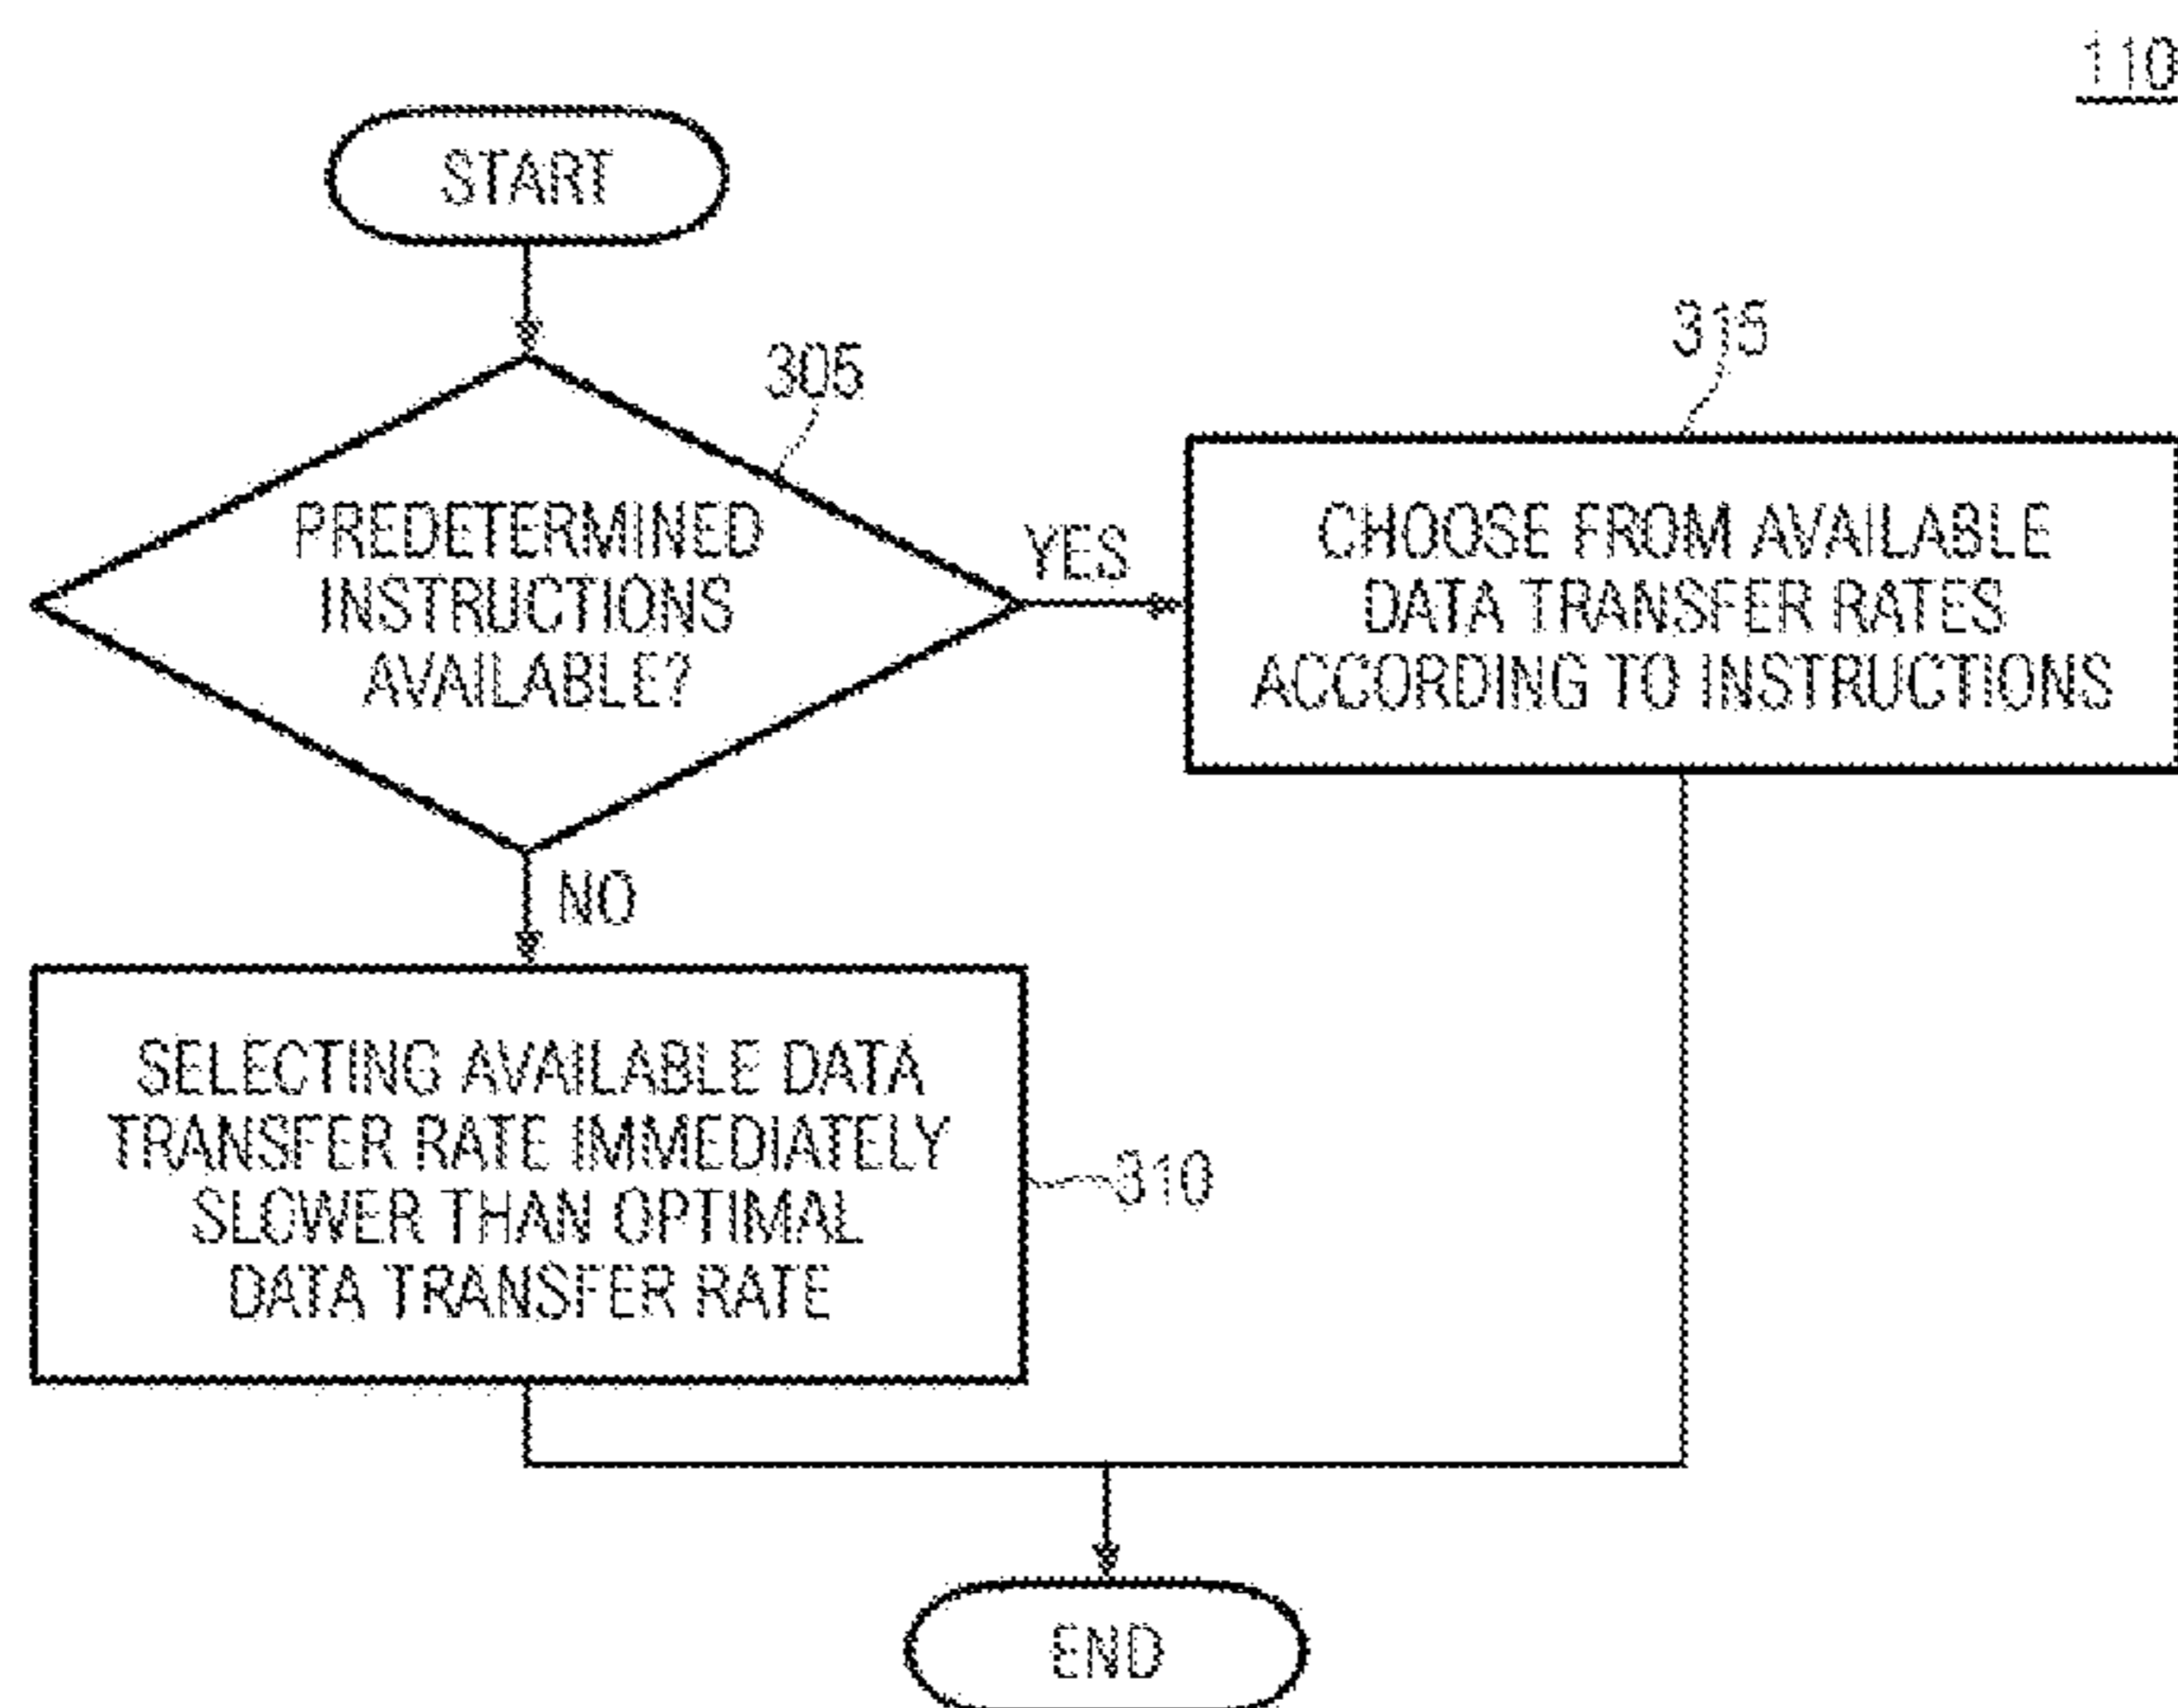 110
START
305
315
PREDETERMINED
INSTRUCTIONS
AVAILABLE?
YES
CHOOSE FROM AVAILABLE
DATA TRANSFER RATES
ACCORDING TO INSTRUCTIONS
NO
SELECTING AVAILABLE DATA
TRANSFER RATE IMMEDIATELY
SLOWER THAN OPTIMAL
DATA TRANSFER RATE
310
END